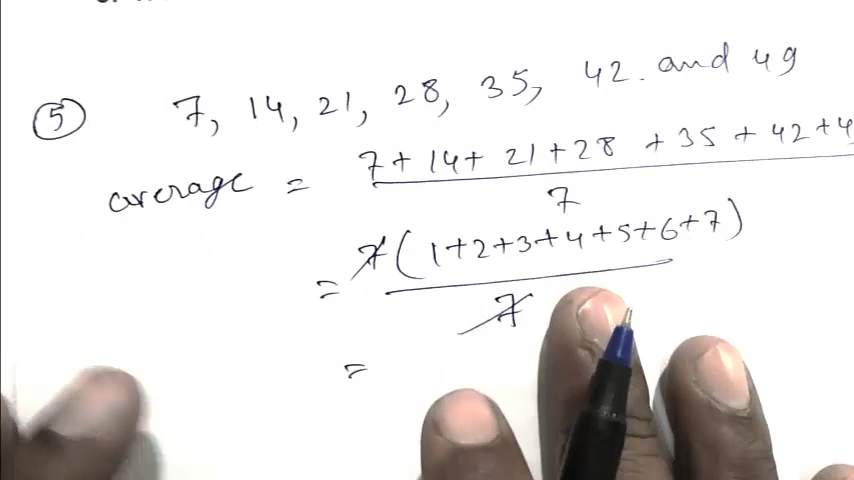 ⑤ 7, 14, 21, 28, 35, 42. and 49
average = 7+14+21+28+35+42+4
7
= 7(1+2+3+4+5+6+7)
7
=